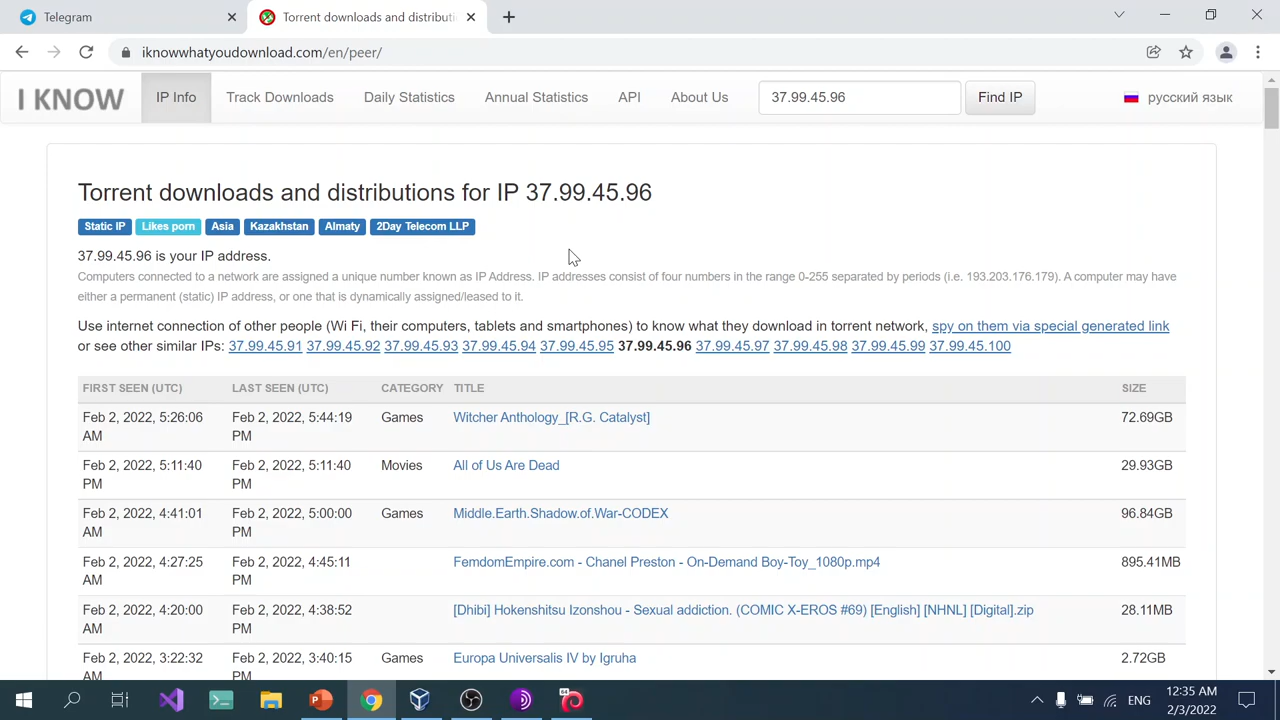 Telegram
Torrent downloads and distributi
iknowwhatyoudownload.com/en/peer/
I KNOW
IP Info
Track Downloads
Daily Statistics
Annual Statistics
API
About Us
37.99.45.96
Find IP
русский язык
Torrent downloads and distributions for IP 37.99.45.96
Static IP Likes porn Asia Kazakhstan Almaty 2Day Telecom LLP
37.99.45.96 is your IP address.
Computers connected to a network are assigned a unique number known as IP Address. IP addresses consist of four numbers in the range 0-255 separated by periods (i.e. 193.203.176.179). A computer may have
either a permanent (static) IP address, or one that is dynamically assigned/leased to it.
Use internet connection of other people (Wi Fi, their computers, tablets and smartphones) to know what they download in torrent network, spy on them via special generated link
or see other similar IPs: 37.99.45.91 37.99.45.92 37.99.45.93 37.99.45.94 37.99.45.95 37.99.45.96 37.99.45.97 37.99.45.98 37.99.45.99 37.99.45.100
FIRST SEEN (UTC) LAST SEEN (UTC) CATEGORY TITLE SIZE
Feb 2, 2022, 5:26:06 Feb 2, 2022, 5:44:19 Games Witcher Anthology_[R.G. Catalyst] 72.69GB
AM PM
Feb 2, 2022, 5:11:40 Feb 2, 2022, 5:11:40 Movies All of Us Are Dead 29.93GB
PM PM
Feb 2, 2022, 4:41:01 Feb 2, 2022, 5:00:00 Games Middle.Earth.Shadow.of.War-CODEX 96.84GB
AM PM
Feb 2, 2022, 4:27:25 Feb 2, 2022, 4:45:11 FemdomEmpire.com - Chanel Preston - On-Demand Boy-Toy_1080p.mp4 895.41MB
AM PM
Feb 2, 2022, 4:20:00 Feb 2, 2022, 4:38:52 [Dhibi] Hokenshitsu Izonshou - Sexual addiction. (COMIC X-EROS #69) [English] [NHNL] [Digital].zip 28.11MB
AM PM
Feb 2, 2022, 3:22:32 Feb 2, 2022, 3:40:15 Games Europa Universalis IV by Igruha 2.72GB
AM PM
64
ENG
12:35 AM
2/3/2022